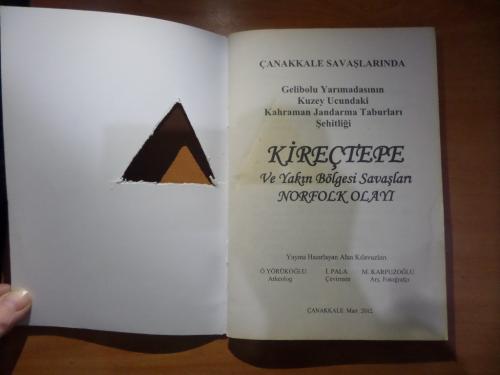 ÇANAKKALE SAVAŞLARINDA
Gelibolu Yarımadasının
Kuzey Ucundaki
Kahraman Jandarma Taburları
Şehitliği
KİREÇTEPE
Ve Yakın Bölgesi Savaşları
NORFOLK OLAYI
Yayına Hazırlayan Alan Kılavuzları
Ö.YÖRÜKOĞLU İ.PALA M.KARPUZOĞLU
Arkeolog Çevirmen Arş. Fotoğrafçı
ÇANAKKALE Mart 2012